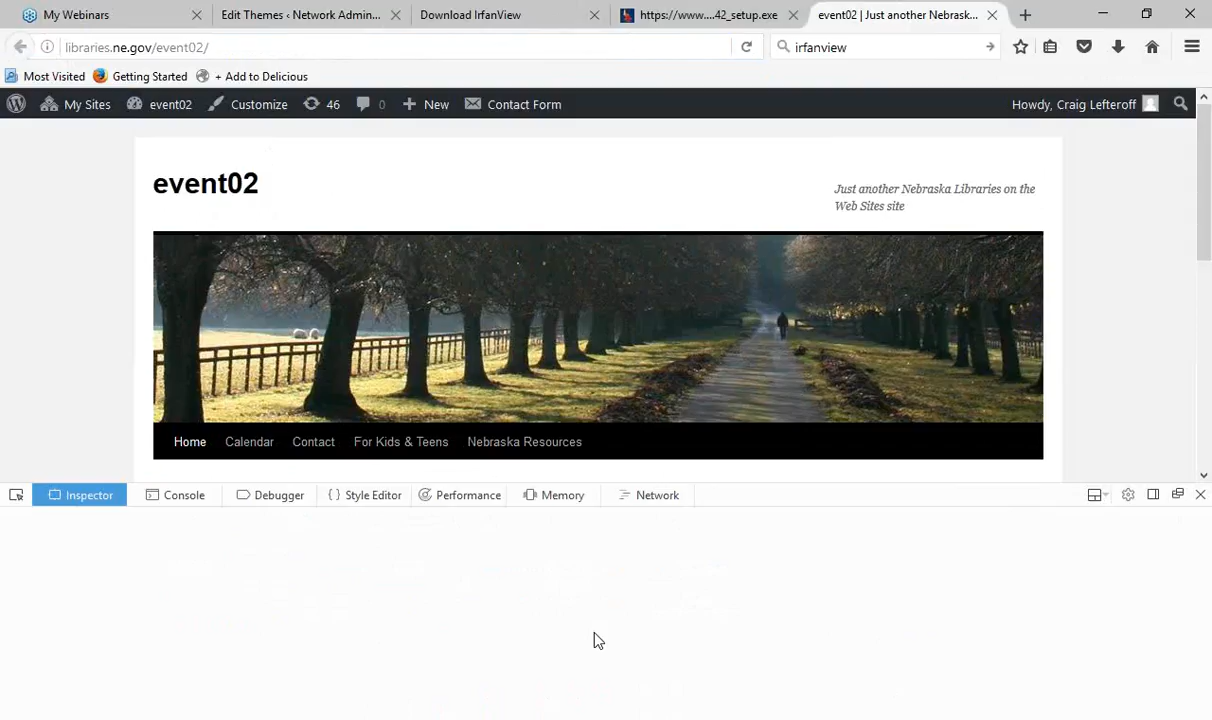 My Webinars
Edit Themes ‹ Network Admin...
Download IrfanView
https://www....42_setup.exe
event02 | Just another Nebrask...
libraries.ne.gov/event02/
irfanview
Most Visited
Getting Started
+ Add to Delicious
My Sites
event02
Customize
46
0
New
Contact Form
Howdy, Craig Lefteroff
event02
Just another Nebraska Libraries on the
Web Sites site
Home
Calendar
Contact
For Kids & Teens
Nebraska Resources
Inspector
Console
Debugger
Style Editor
Performance
Memory
Network